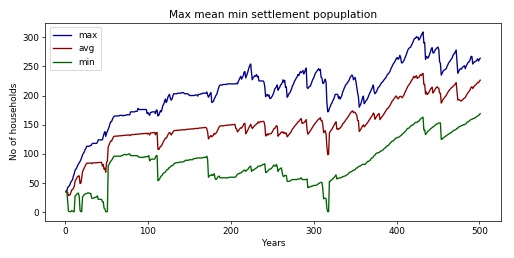 Max mean min settlement popuplation
max
avg
min
No of households
300
250
200
150
100
50
0
0 100 200 300 400 500
Years